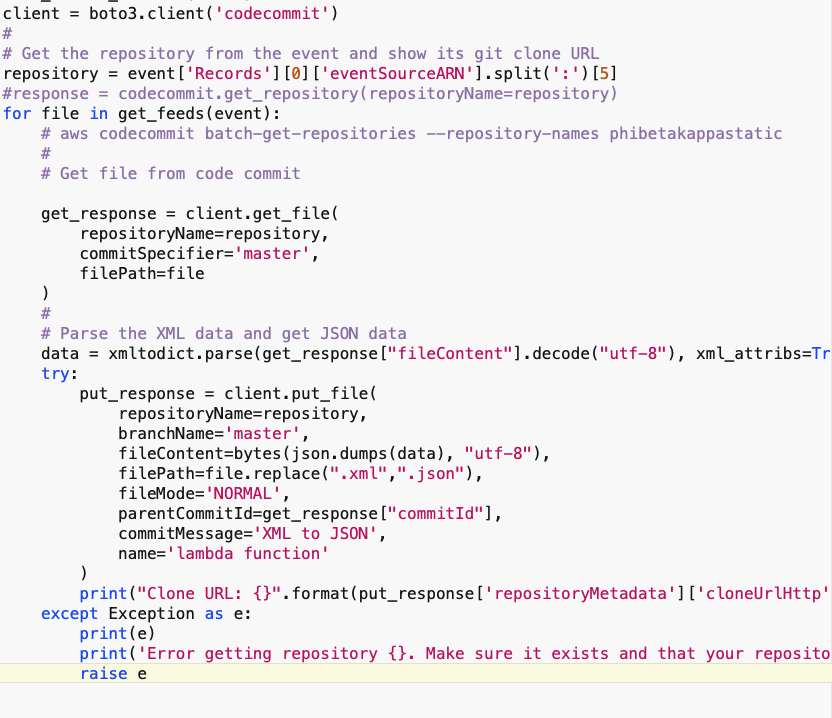 client = boto3.client('codecommit')
#
# Get the repository from the event and show its git clone URL
repository = event['Records'][0]['eventSourceARN'].split(':')[5]
#response = codecommit.get_repository(repositoryName=repository)
for file in get_feeds(event):
    # aws codecommit batch-get-repositories --repository-names phibetakappastatic
    #
    # Get file from code commit

    get_response = client.get_file(
        repositoryName=repository,
        commitSpecifier='master',
        filePath=file
    )
    #
    # Parse the XML data and get JSON data
    data = xmltodict.parse(get_response["fileContent"].decode("utf-8"), xml_attribs=Tr
    try:
        put_response = client.put_file(
            repositoryName=repository,
            branchName='master',
            fileContent=bytes(json.dumps(data), "utf-8"),
            filePath=file.replace(".xml",".json"),
            fileMode='NORMAL',
            parentCommitId=get_response["commitId"],
            commitMessage='XML to JSON',
            name='lambda function'
        )
        print("Clone URL: {}".format(put_response['repositoryMetadata']['cloneUrlHttp'
    except Exception as e:
        print(e)
        print('Error getting repository {}. Make sure it exists and that your reposito
        raise e